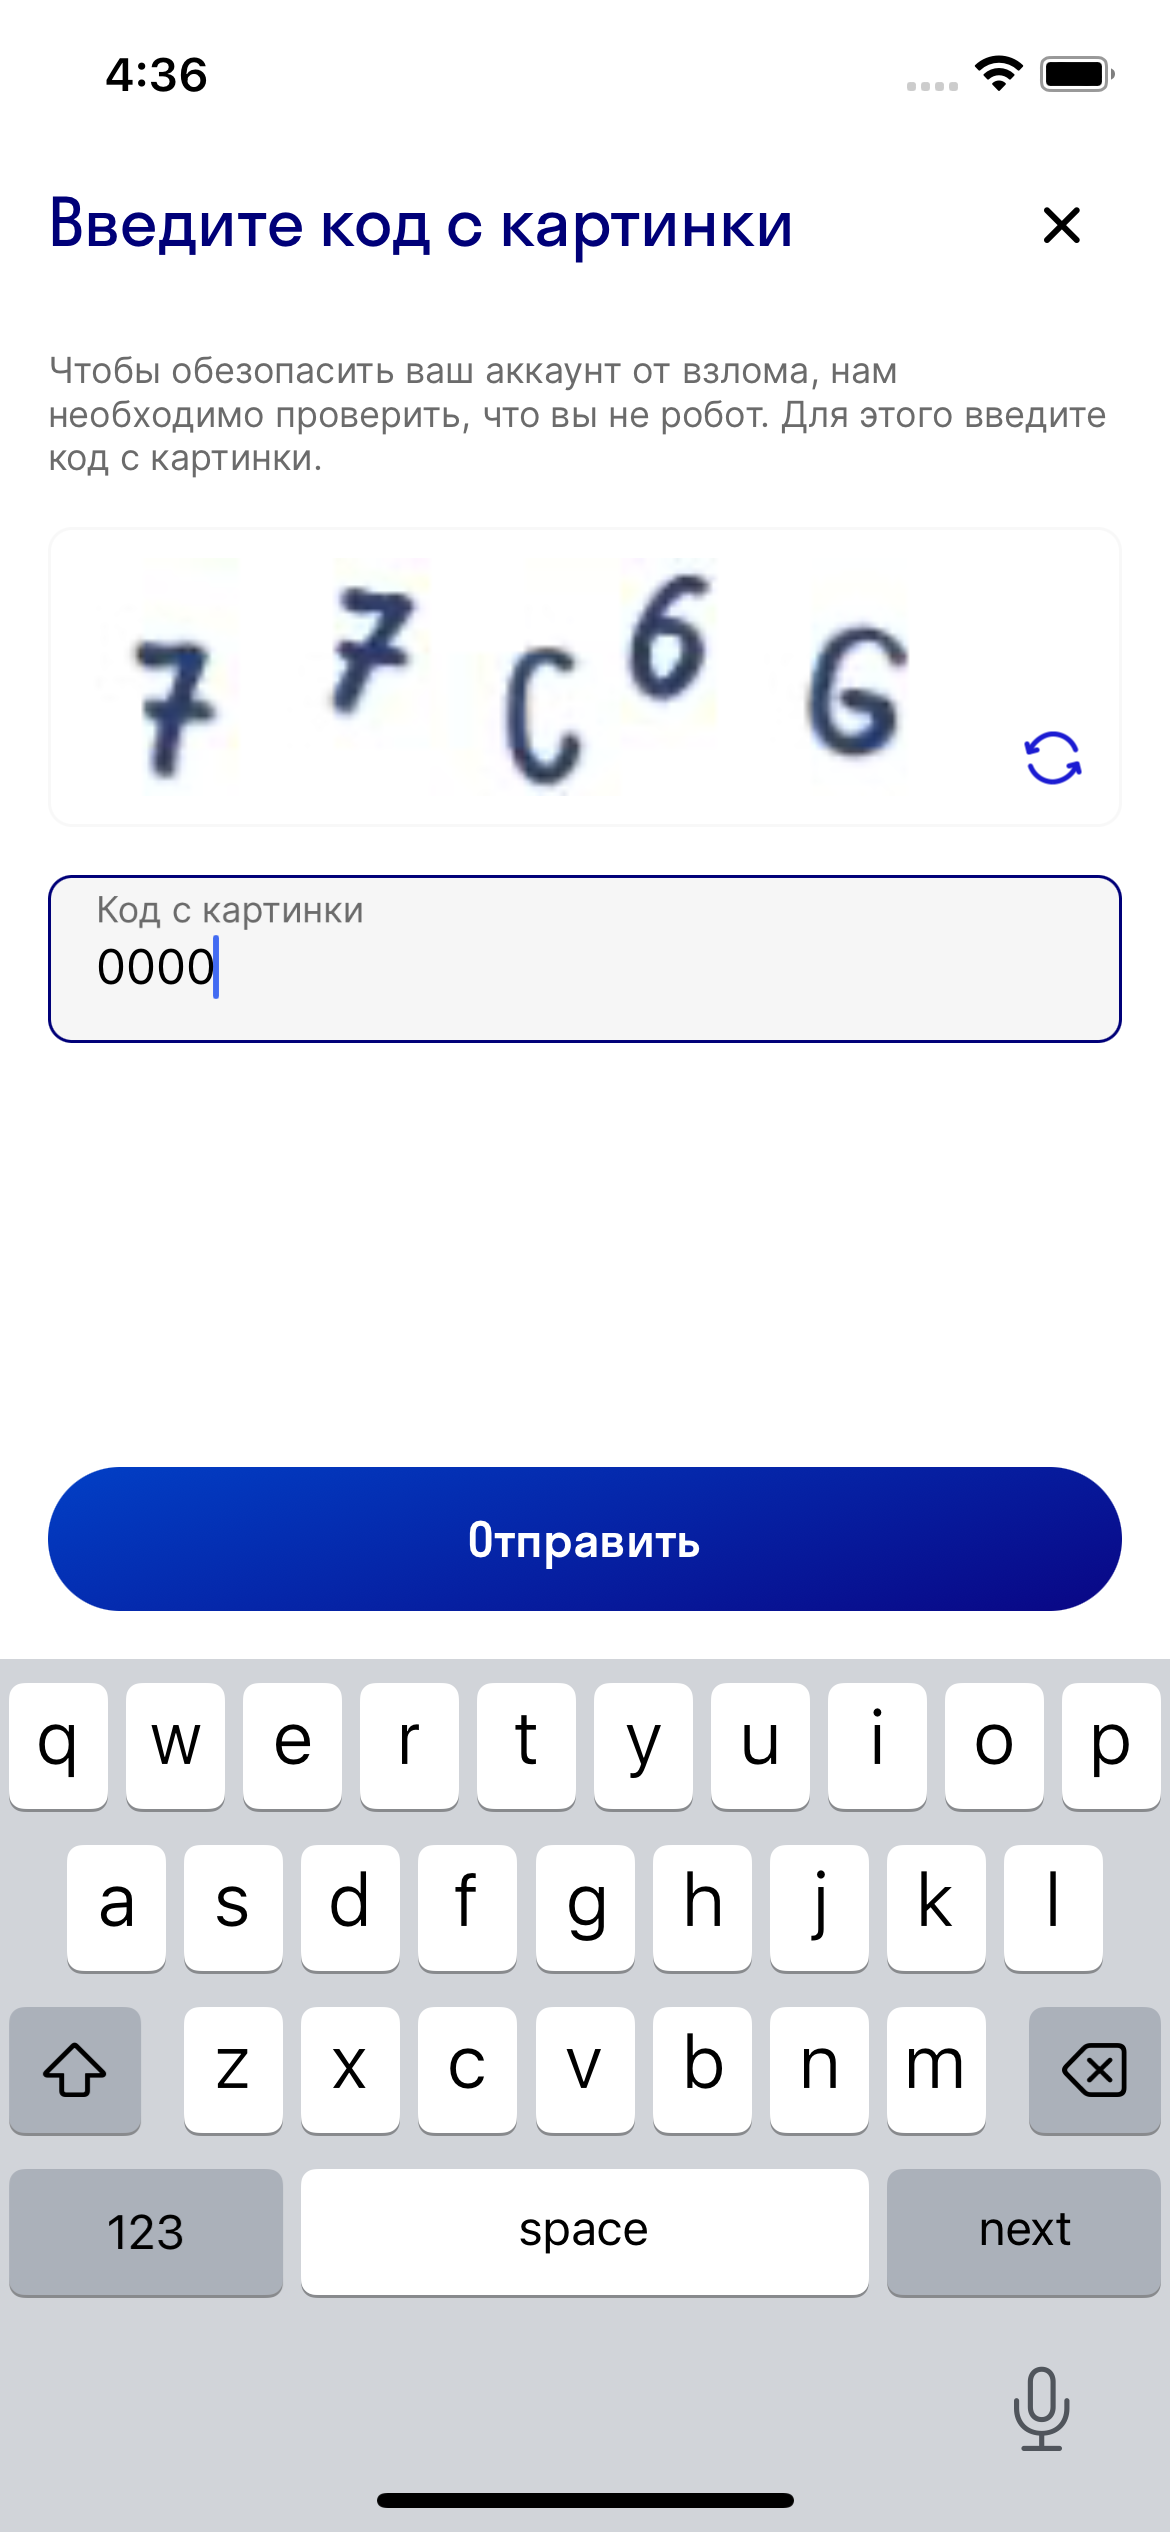 4:36
Введите код с картинки
Чтобы обезопасить ваш аккаунт от взлома, нам
необходимо проверить, что вы не робот. Для этого введите
код с картинки.
7 7 C 6 G
Код с картинки
0000
Отправить
q w e r t y u i o p
a s d f g h j k l
z x c v b n m
123 space next